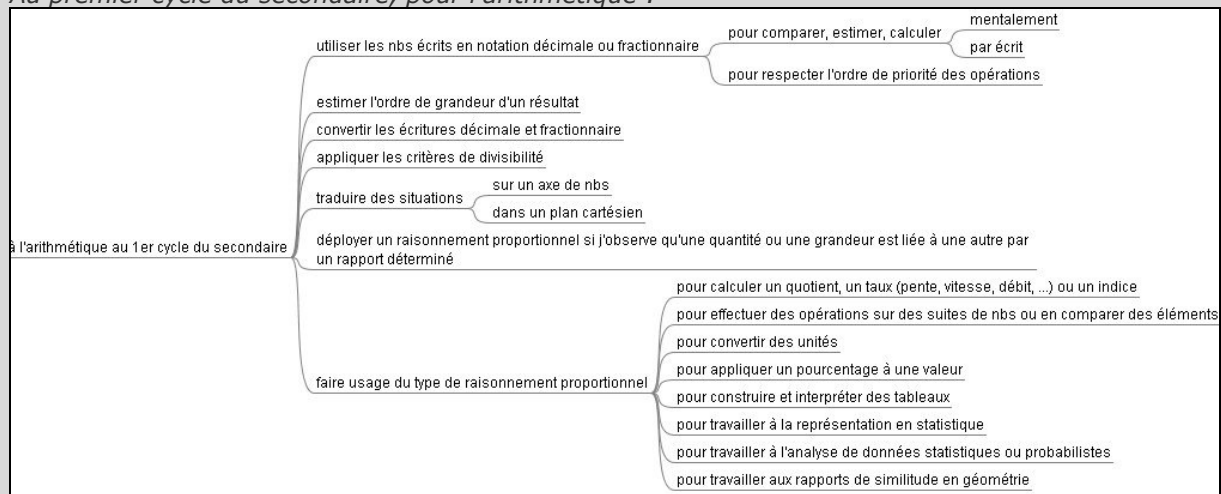 Au premier cycle du secondaire, pour l'arithmétique :
à l'arithmétique au 1er cycle du secondaire
utiliser les nbs écrits en notation décimale ou fractionnaire
pour comparer, estimer, calculer
mentalement
par écrit
pour respecter l'ordre de priorité des opérations
estimer l'ordre de grandeur d'un résultat
convertir les écritures décimale et fractionnaire
appliquer les critères de divisibilité
traduire des situations
sur un axe de nbs
dans un plan cartésien
déployer un raisonnement proportionnel si j'observe qu'une quantité ou une grandeur est liée à une autre par
un rapport déterminé
faire usage du type de raisonnement proportionnel
pour calculer un quotient, un taux (pente, vitesse, débit, ...) ou un indice
pour effectuer des opérations sur des suites de nbs ou en comparer des éléments
pour convertir des unités
pour appliquer un pourcentage à une valeur
pour construire et interpréter des tableaux
pour travailler à la représentation en statistique
pour travailler à l'analyse de données statistiques ou probabilistes
pour travailler aux rapports de similitude en géométrie